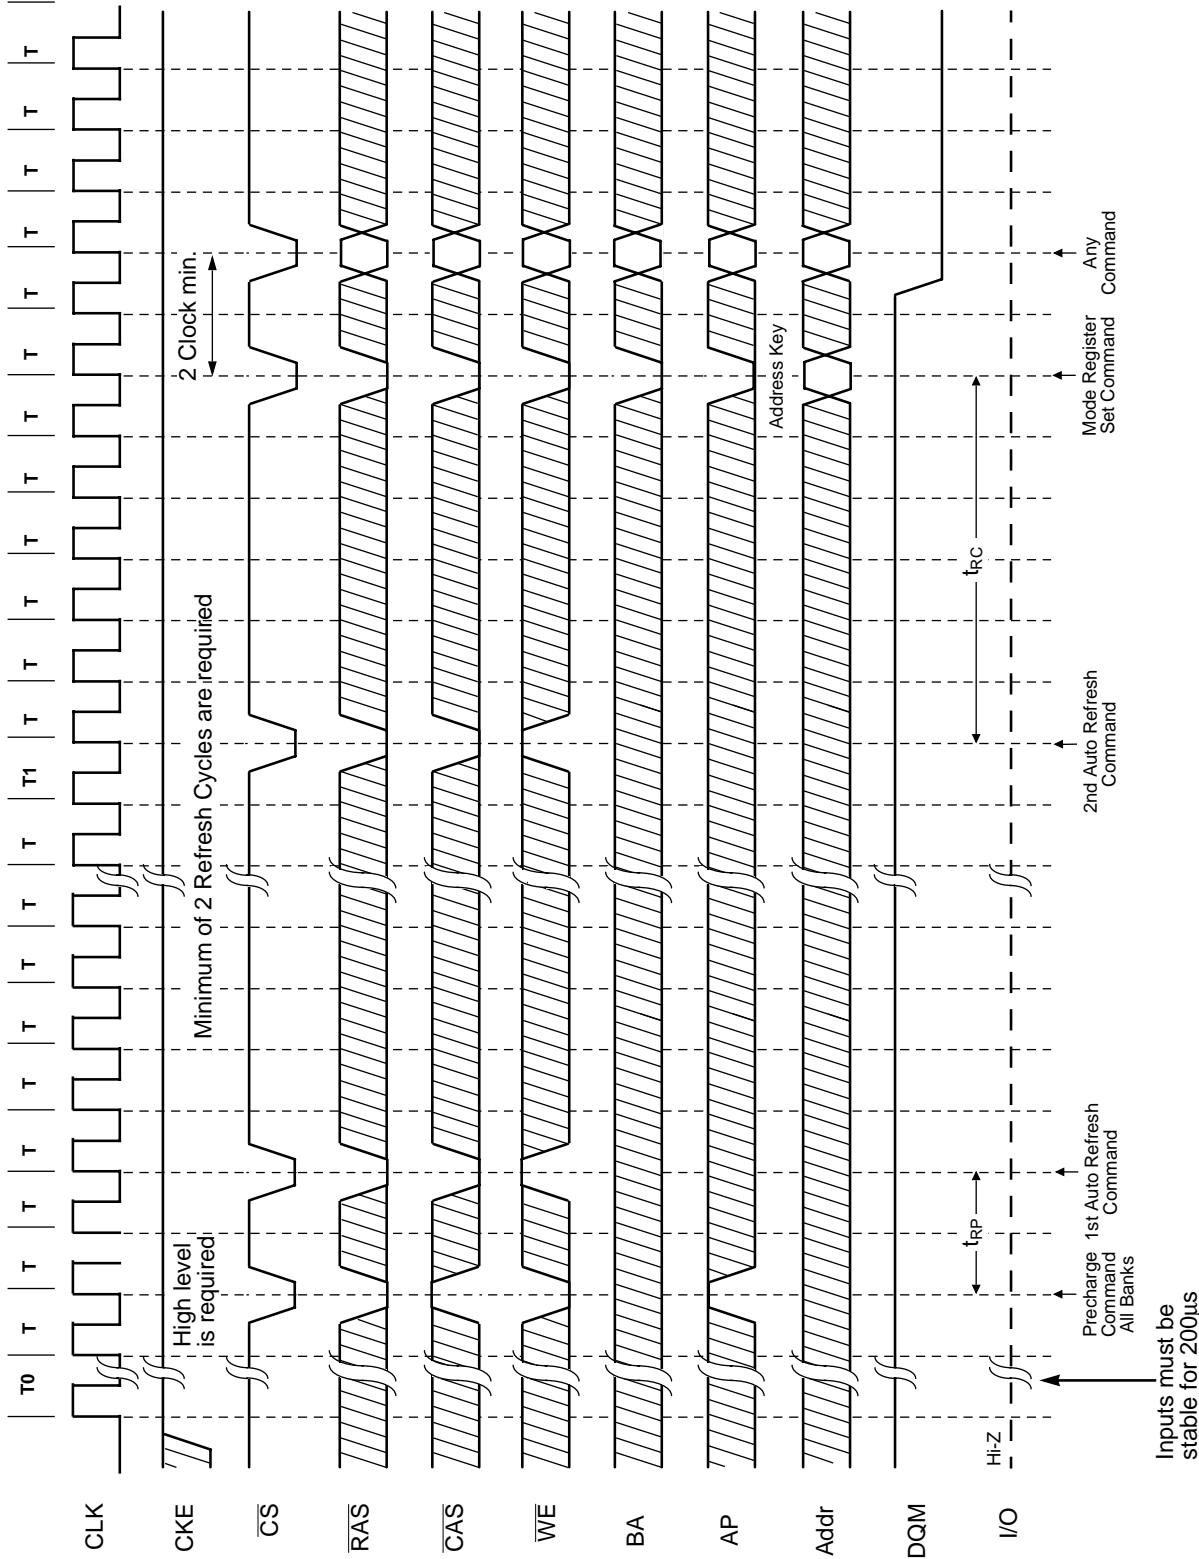 T0 T T T T T T T T T T1 T T T T T T T T T T T T
CLK
CKE
High level
is required
Minimum of 2 Refresh Cycles are required
2 Clock min.
CS
RAS
CAS
WE
BA
AP
Address Key
Addr
DQM
tRP
tRC
I/O
Hi-Z
Precharge
Command
All Banks
1st Auto Refresh
Command
2nd Auto Refresh
Command
Mode Register
Set Command
Any
Command
Inputs must be
stable for 200µs